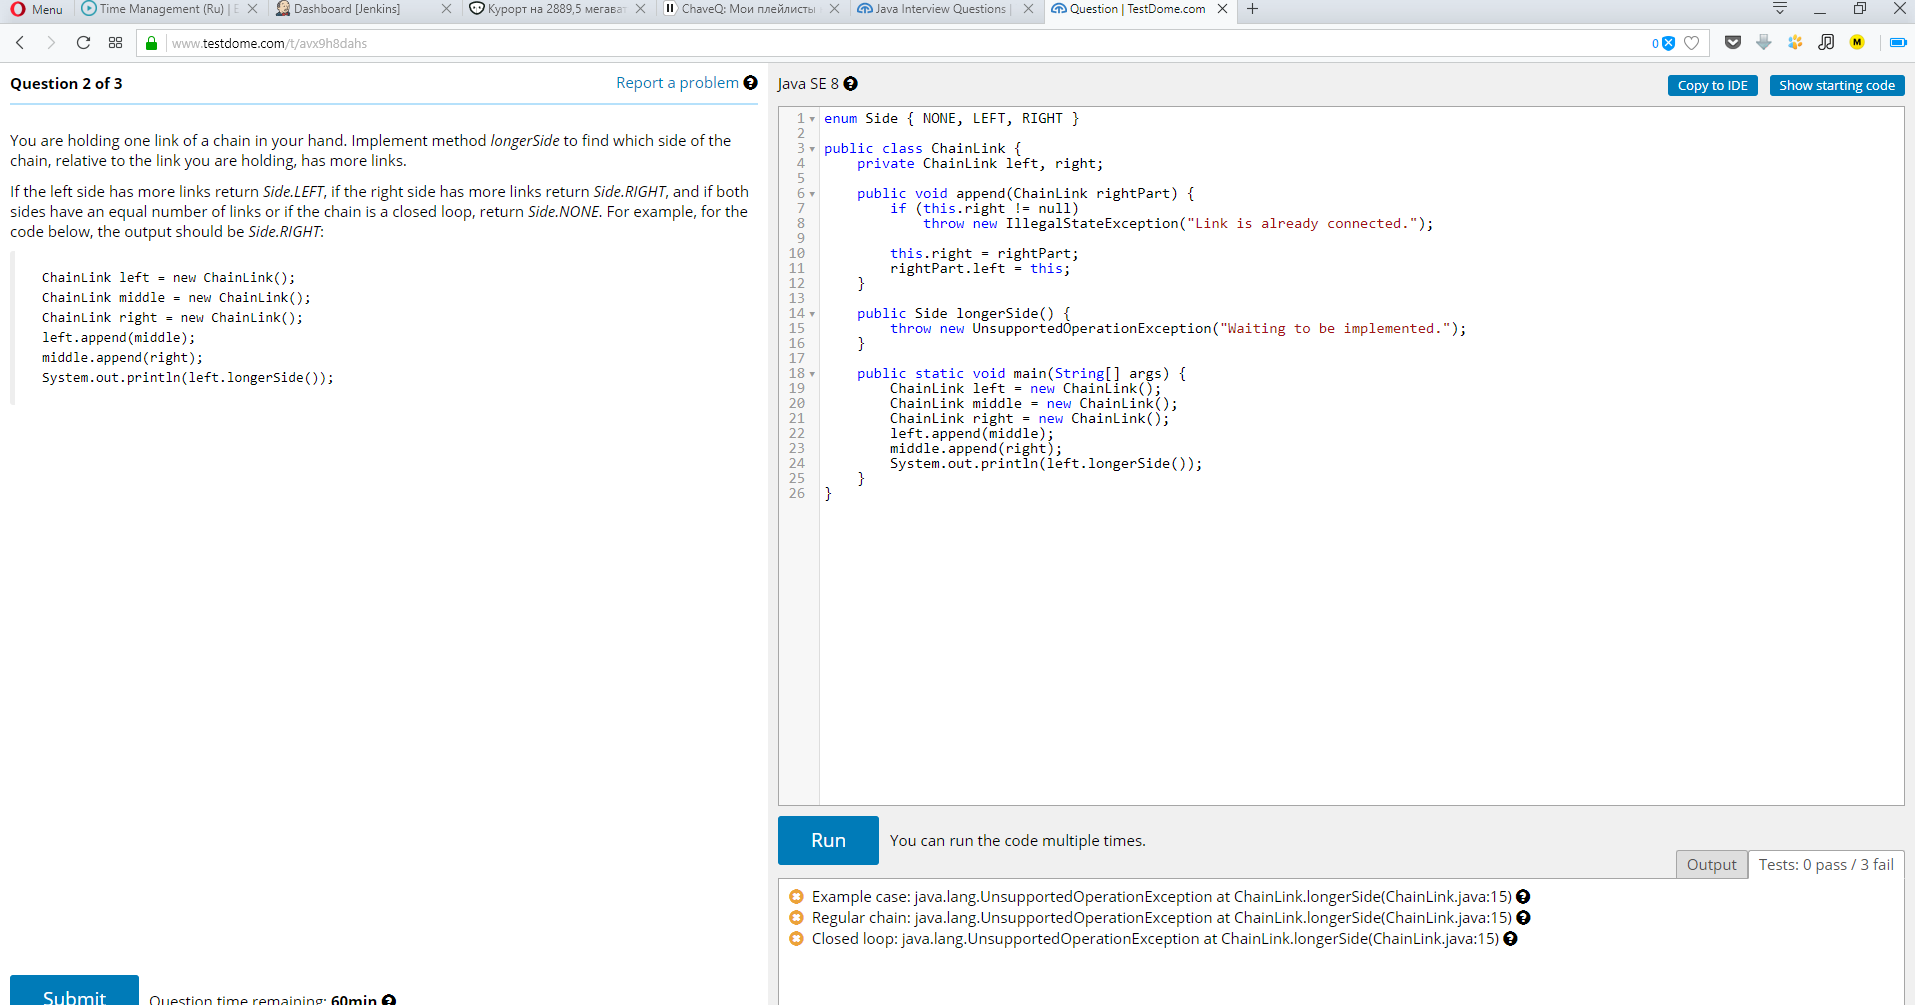 Menu
Time Management (Ru) | E
Dashboard [Jenkins]
Курорт на 2889,5 мегават
ChaveQ: Мои плейлисты
Java Interview Questions |
Question | TestDome.com
www.testdome.com/t/avx9h8dahs
0
M
Question 2 of 3
Report a problem ?
You are holding one link of a chain in your hand. Implement method longerSide to find which side of the
chain, relative to the link you are holding, has more links.
If the left side has more links return Side.LEFT, if the right side has more links return Side.RIGHT, and if both
sides have an equal number of links or if the chain is a closed loop, return Side.NONE. For example, for the
code below, the output should be Side.RIGHT:
ChainLink left = new ChainLink();
ChainLink middle = new ChainLink();
ChainLink right = new ChainLink();
left.append(middle);
middle.append(right);
System.out.println(left.longerSide());
Submit
Question time remaining: 60min ?
Java SE 8 ?
Copy to IDE
Show starting code
1 enum Side { NONE, LEFT, RIGHT }
2
3 public class ChainLink {
4     private ChainLink left, right;
5
6     public void append(ChainLink rightPart) {
7         if (this.right != null)
8             throw new IllegalStateException("Link is already connected.");
9
10         this.right = rightPart;
11         rightPart.left = this;
12     }
13
14     public Side longerSide() {
15         throw new UnsupportedOperationException("Waiting to be implemented.");
16     }
17
18     public static void main(String[] args) {
19         ChainLink left = new ChainLink();
20         ChainLink middle = new ChainLink();
21         ChainLink right = new ChainLink();
22         left.append(middle);
23         middle.append(right);
24         System.out.println(left.longerSide());
25     }
26 }
Run
You can run the code multiple times.
Output
Tests: 0 pass / 3 fail
Example case: java.lang.UnsupportedOperationException at ChainLink.longerSide(ChainLink.java:15) ?
Regular chain: java.lang.UnsupportedOperationException at ChainLink.longerSide(ChainLink.java:15) ?
Closed loop: java.lang.UnsupportedOperationException at ChainLink.longerSide(ChainLink.java:15) ?